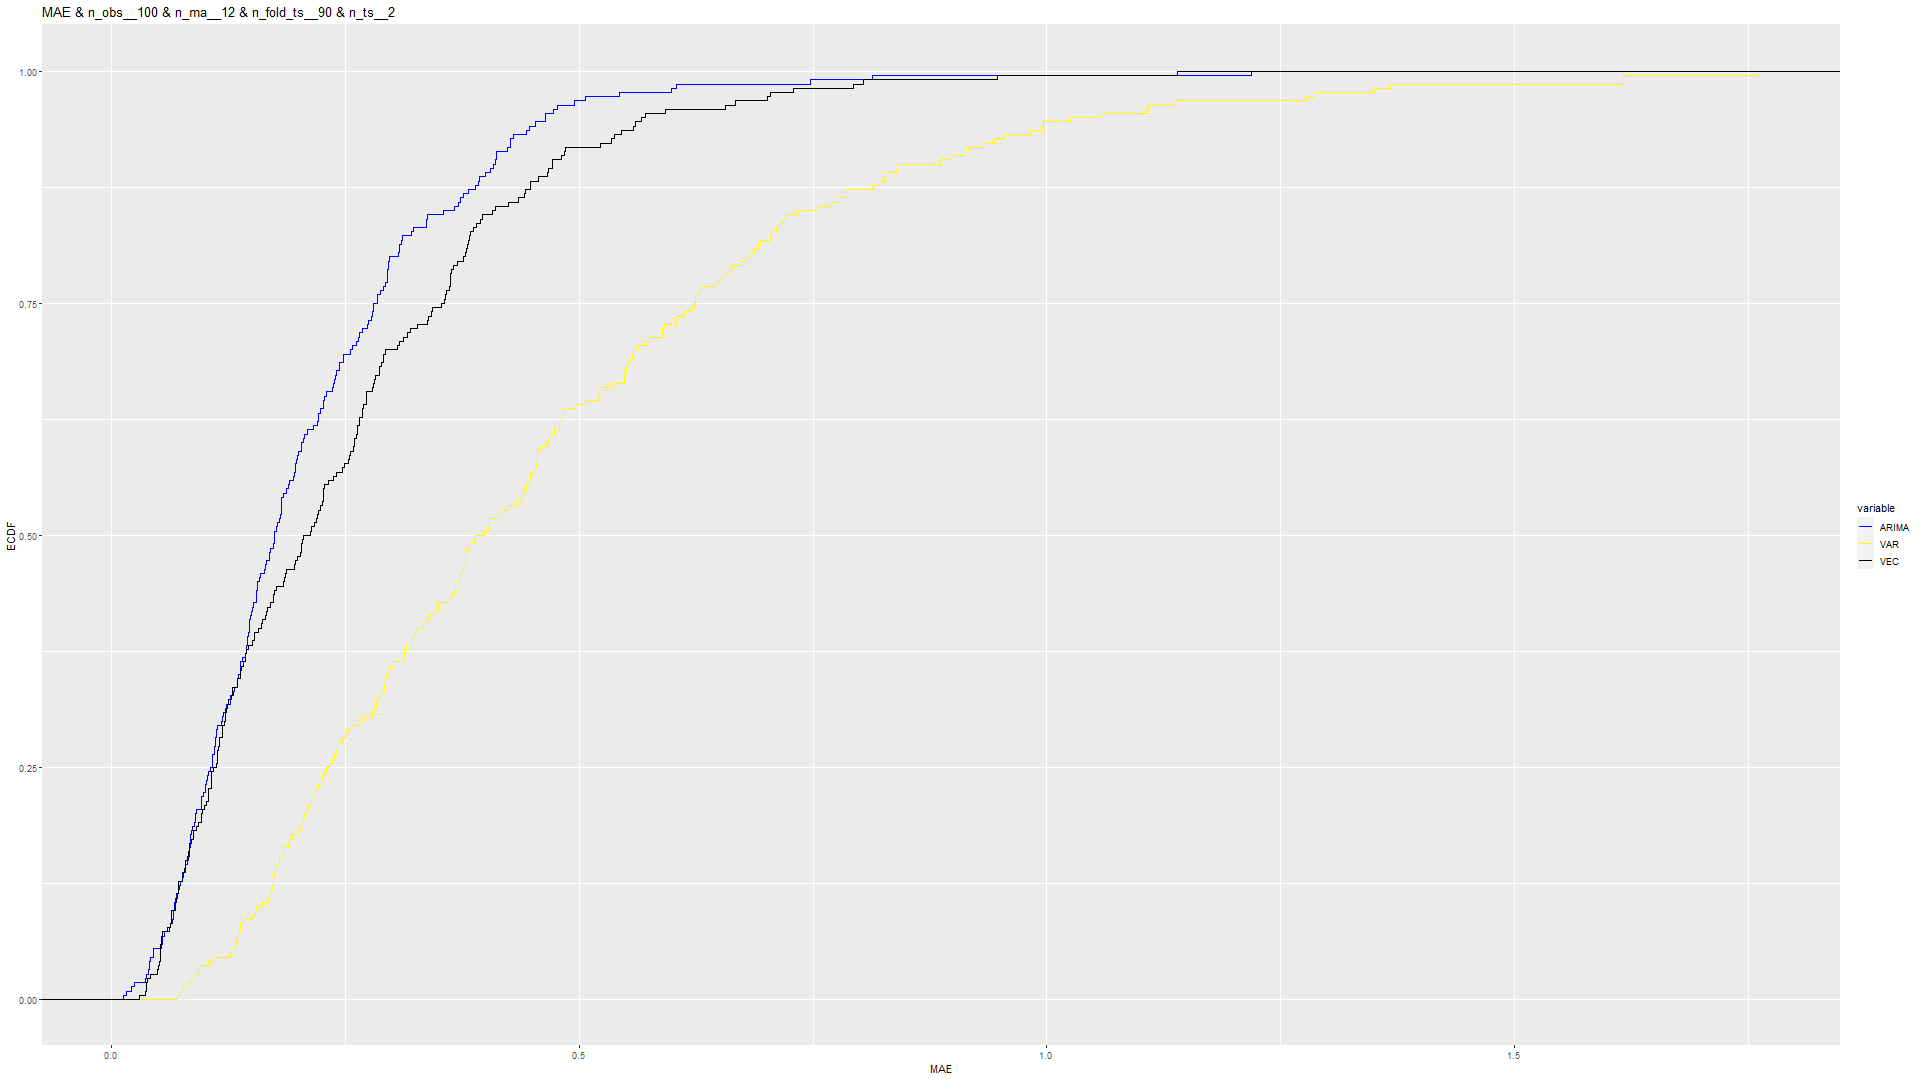 MAE & n_obs__100 & n_ma__12 & n_fold_ts__90 & n_ts__2
1.00
0.75
0.50
0.25
0.00
ECDF
0.0
0.5
1.0
1.5
MAE
variable
ARIMA
VAR
VEC